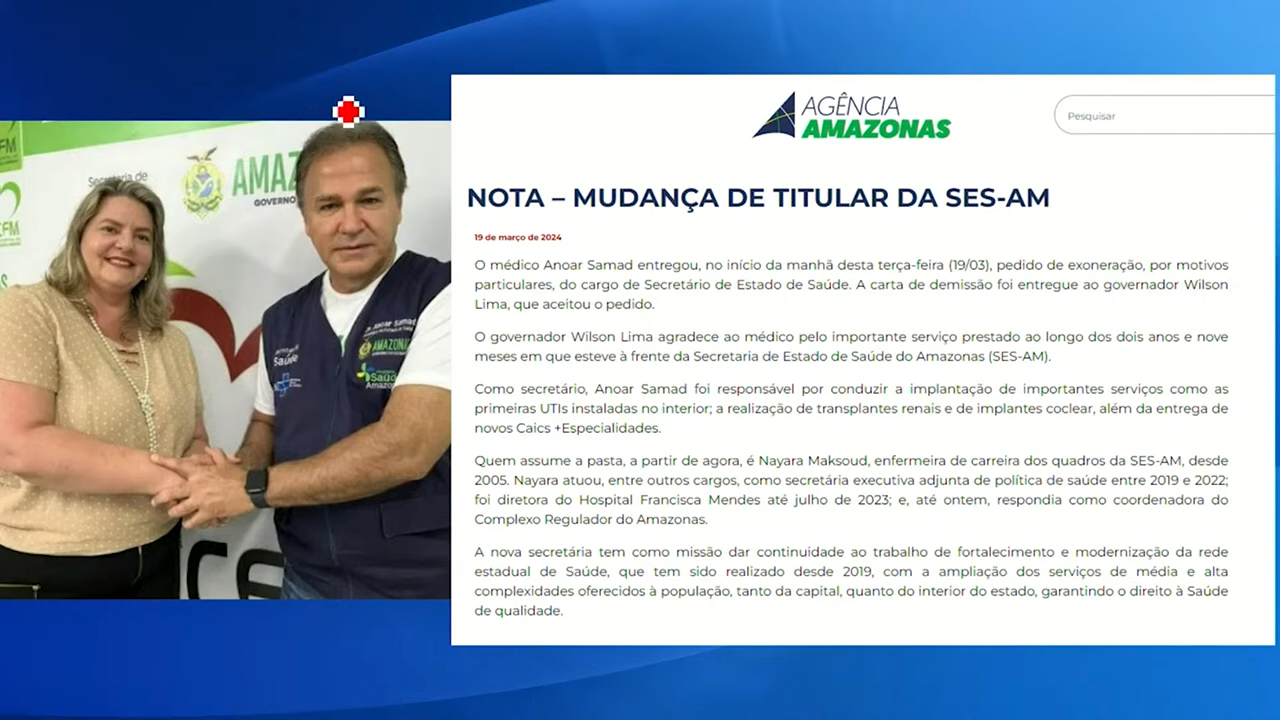 FM
CFM
Secretaria de
AMAZ
GOVERNO
Dr. Anoar Samad
AMAZONAS
Saúde
Saúde
Amazonas
ce
AGÊNCIA
AMAZONAS
Pesquisar
NOTA – MUDANÇA DE TITULAR DA SES-AM
19 de março de 2024
O médico Anoar Samad entregou, no início da manhã desta terça-feira (19/03), pedido de exoneração, por motivos
particulares, do cargo de Secretário de Estado de Saúde. A carta de demissão foi entregue ao governador Wilson
Lima, que aceitou o pedido.
O governador Wilson Lima agradece ao médico pelo importante serviço prestado ao longo dos dois anos e nove
meses em que esteve à frente da Secretaria de Estado de Saúde do Amazonas (SES-AM).
Como secretário, Anoar Samad foi responsável por conduzir a implantação de importantes serviços como as
primeiras UTIs instaladas no interior; a realização de transplantes renais e de implantes coclear, além da entrega de
novos Caics +Especialidades.
Quem assume a pasta, a partir de agora, é Nayara Maksoud, enfermeira de carreira dos quadros da SES-AM, desde
2005. Nayara atuou, entre outros cargos, como secretária executiva adjunta de política de saúde entre 2019 e 2022;
foi diretora do Hospital Francisca Mendes até julho de 2023; e, até ontem, respondia como coordenadora do
Complexo Regulador do Amazonas.
A nova secretária tem como missão dar continuidade ao trabalho de fortalecimento e modernização da rede
estadual de Saúde, que tem sido realizado desde 2019, com a ampliação dos serviços de média e alta
complexidades oferecidos à população, tanto da capital, quanto do interior do estado, garantindo o direito à Saúde
de qualidade.